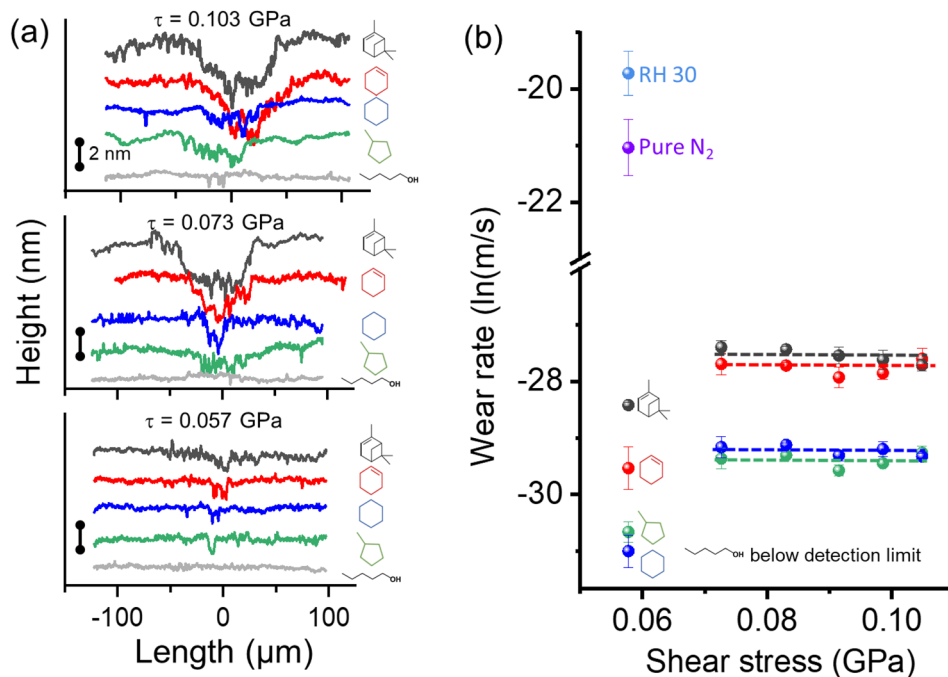 (a)
τ = 0.103 GPa
2 nm
OH
τ = 0.073 GPa
OH
τ = 0.057 GPa
OH
Height (nm)
-100
0
100
Length (μm)
(b)
-20
-22
-28
-30
Wear rate (ln(m/s)
RH 30
Pure N₂
OH below detection limit
0.06
0.08
0.10
Shear stress (GPa)